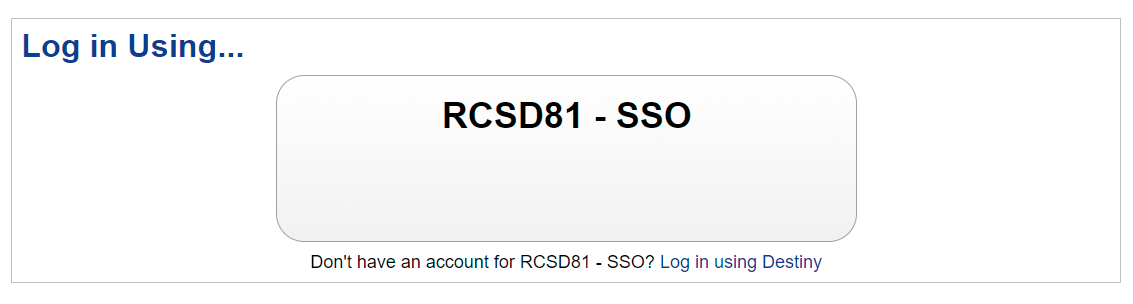 Log in Using...
RCSD81 - SSO
Don't have an account for RCSD81 - SSO? Log in using Destiny